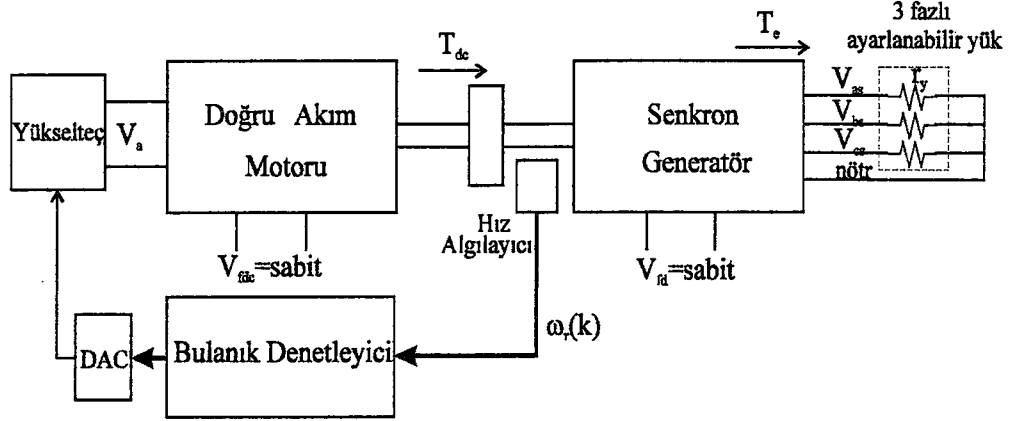 3 fazlı
ayarlanabilir yük
T_e
T_dc
r_y
Yükselteç
V_a
Doğru Akım
Motoru
Senkron
Generatör
V_as
V_bs
V_cs
nötr
Hız
Algılayıcı
V_fdc=sabit
V_fd=sabit
ω_r(k)
DAC
Bulanık Denetleyici